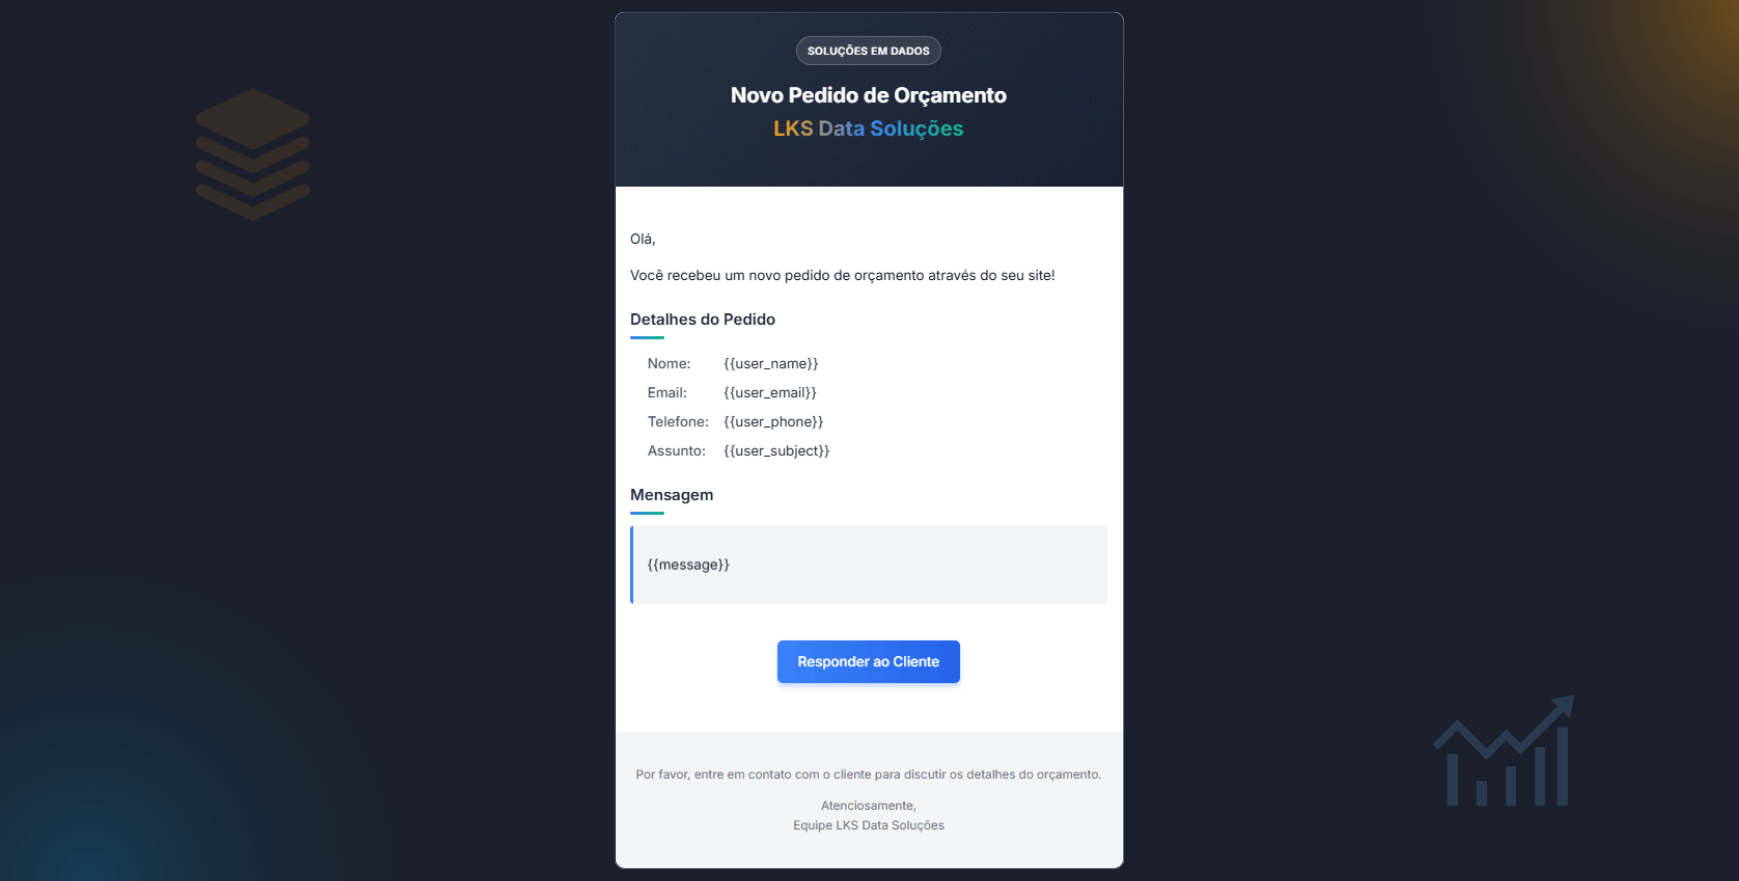 SOLUÇÕES EM DADOS
Novo Pedido de Orçamento
LKS Data Soluções
Olá,
Você recebeu um novo pedido de orçamento através do seu site!
Detalhes do Pedido
Nome: {{user_name}}
Email: {{user_email}}
Telefone: {{user_phone}}
Assunto: {{user_subject}}
Mensagem
{{message}}
Responder ao Cliente
Por favor, entre em contato com o cliente para discutir os detalhes do orçamento.
Atenciosamente,
Equipe LKS Data Soluções